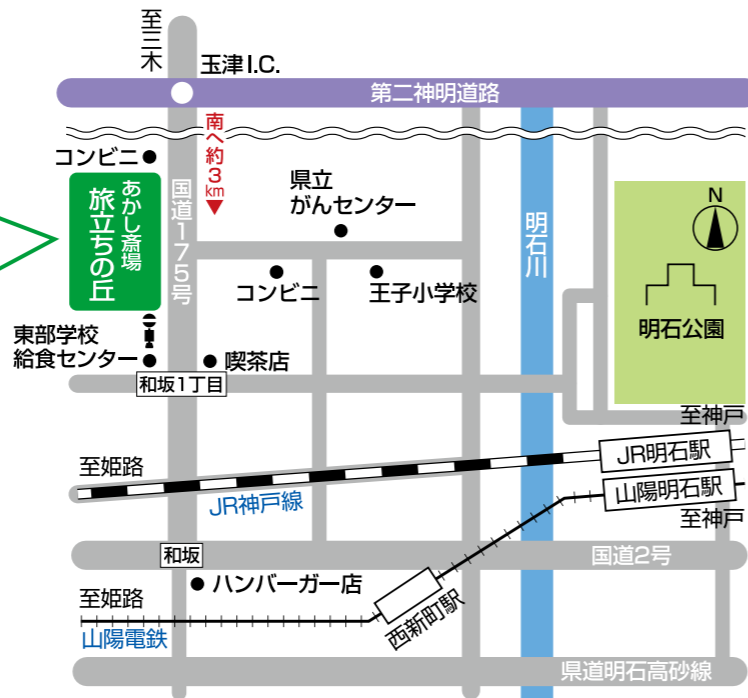 至三木
玉津I.C.
第二神明道路
南へ約3km
コンビニ
あかし斎場
旅立ちの丘
国道175号
県立
がんセンター
明石川
N
コンビニ
王子小学校
明石公園
東部学校
給食センター
喫茶店
和坂1丁目
至神戸
JR明石駅
至姫路
JR神戸線
山陽明石駅
至神戸
和坂
国道2号
ハンバーガー店
至姫路
西新町駅
山陽電鉄
県道明石高砂線